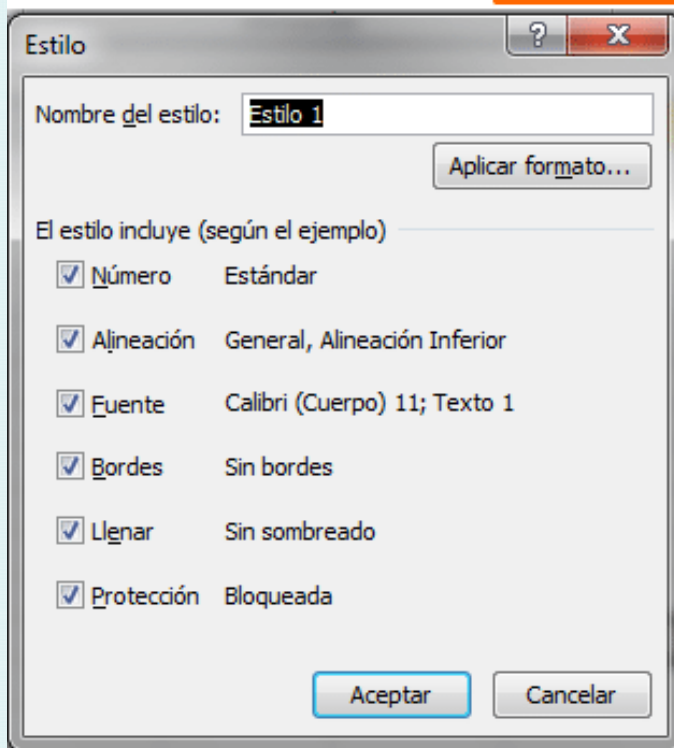 Estilo
Nombre del estilo: Estilo 1
Aplicar formato...
El estilo incluye (según el ejemplo)
Número Estándar
Alineación General, Alineación Inferior
Fuente Calibri (Cuerpo) 11; Texto 1
Bordes Sin bordes
Llenar Sin sombreado
Protección Bloqueada
Aceptar Cancelar